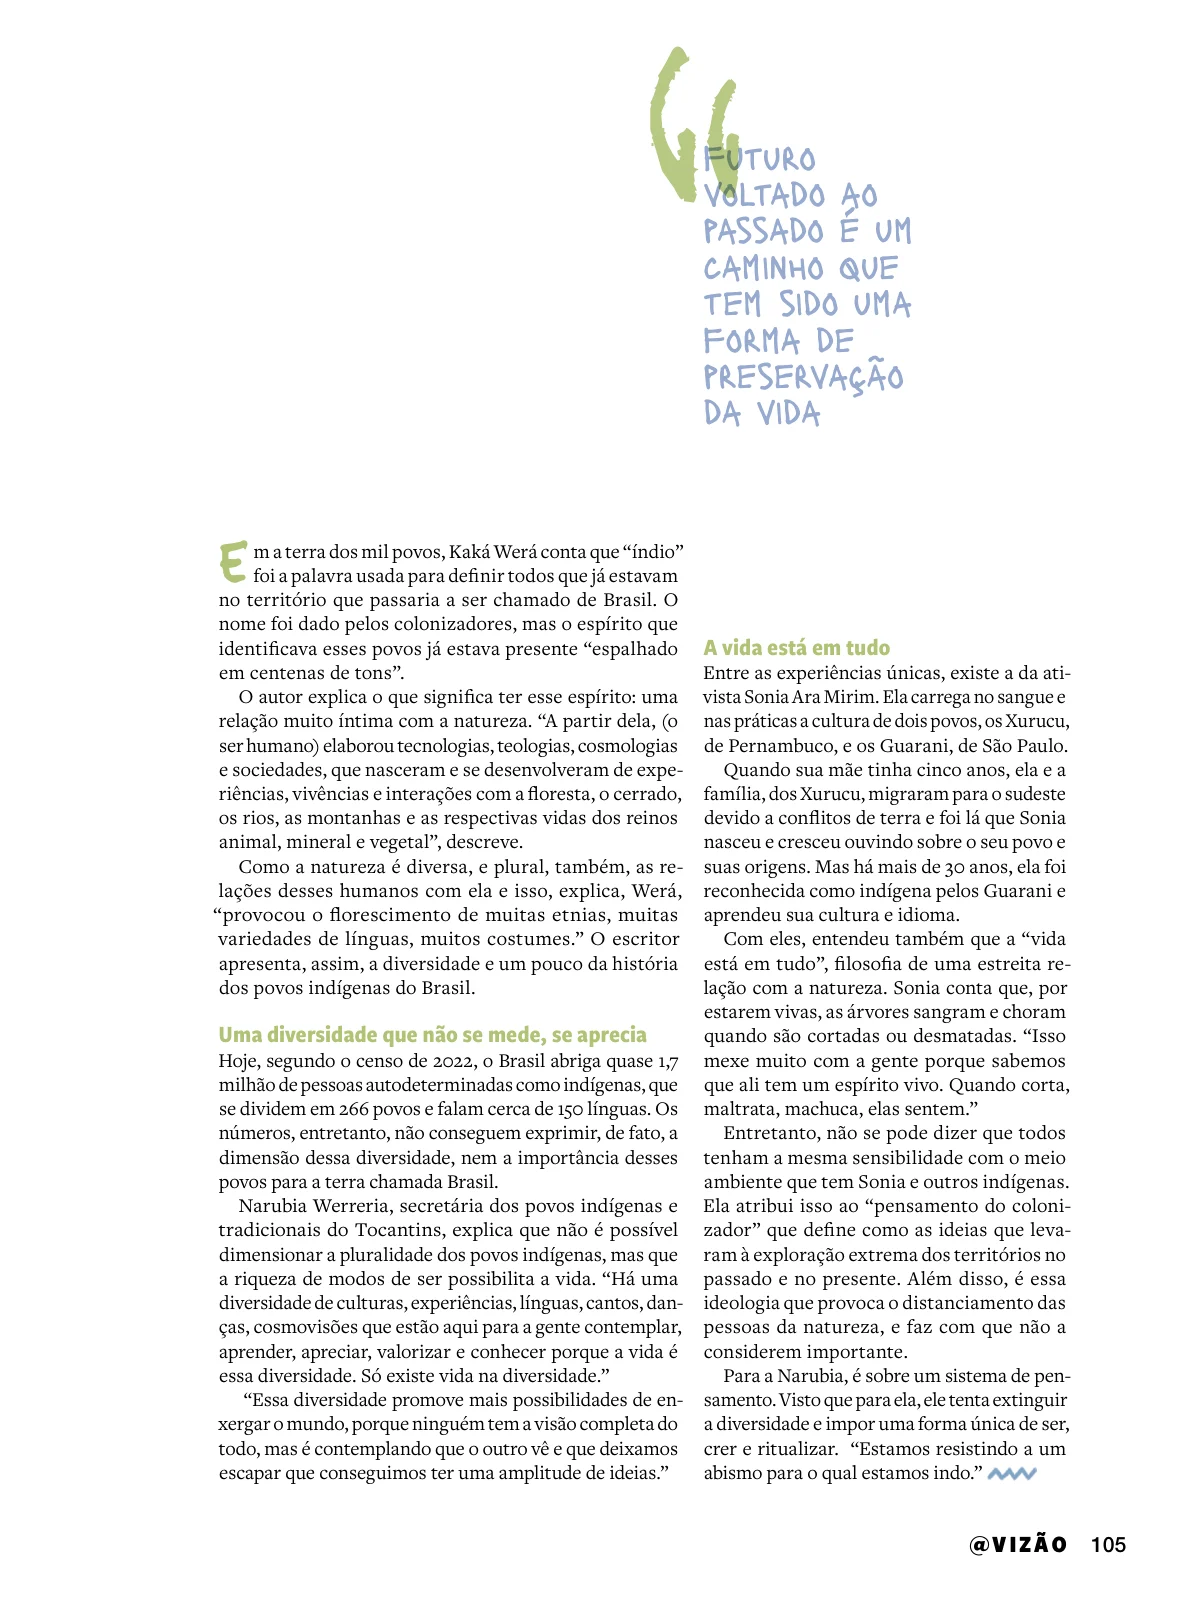 “
FUTURO
VOLTADO AO
PASSADO É UM
CAMINHO QUE
TEM SIDO UMA
FORMA DE
PRESERVAÇÃO
DA VIDA
Em a terra dos mil povos, Kaká Werá conta que “índio”
foi a palavra usada para definir todos que já estavam
no território que passaria a ser chamado de Brasil. O
nome foi dado pelos colonizadores, mas o espírito que
identificava esses povos já estava presente “espalhado
em centenas de tons”.
O autor explica o que significa ter esse espírito: uma
relação muito íntima com a natureza. “A partir dela, (o
ser humano) elaborou tecnologias, teologias, cosmologias
e sociedades, que nasceram e se desenvolveram de expe-
riências, vivências e interações com a floresta, o cerrado,
os rios, as montanhas e as respectivas vidas dos reinos
animal, mineral e vegetal”, descreve.
Como a natureza é diversa, e plural, também, as re-
lações desses humanos com ela e isso, explica, Werá,
“provocou o florescimento de muitas etnias, muitas
variedades de línguas, muitos costumes.” O escritor
apresenta, assim, a diversidade e um pouco da história
dos povos indígenas do Brasil.
Uma diversidade que não se mede, se aprecia
Hoje, segundo o censo de 2022, o Brasil abriga quase 1,7
milhão de pessoas autodeterminadas como indígenas, que
se dividem em 266 povos e falam cerca de 150 línguas. Os
números, entretanto, não conseguem exprimir, de fato, a
dimensão dessa diversidade, nem a importância desses
povos para a terra chamada Brasil.
Narubia Werreria, secretária dos povos indígenas e
tradicionais do Tocantins, explica que não é possível
dimensionar a pluralidade dos povos indígenas, mas que
a riqueza de modos de ser possibilita a vida. “Há uma
diversidade de culturas, experiências, línguas, cantos, dan-
ças, cosmovisões que estão aqui para a gente contemplar,
aprender, apreciar, valorizar e conhecer porque a vida é
essa diversidade. Só existe vida na diversidade.”
“Essa diversidade promove mais possibilidades de en-
xergar o mundo, porque ninguém tem a visão completa do
todo, mas é contemplando que o outro vê e que deixamos
escapar que conseguimos ter uma amplitude de ideias.”
A vida está em tudo
Entre as experiências únicas, existe a da ati-
vista Sonia Ara Mirim. Ela carrega no sangue e
nas práticas a cultura de dois povos, os Xurucu,
de Pernambuco, e os Guarani, de São Paulo.
Quando sua mãe tinha cinco anos, ela e a
família, dos Xurucu, migraram para o sudeste
devido a conflitos de terra e foi lá que Sonia
nasceu e cresceu ouvindo sobre o seu povo e
suas origens. Mas há mais de 30 anos, ela foi
reconhecida como indígena pelos Guarani e
aprendeu sua cultura e idioma.
Com eles, entendeu também que a “vida
está em tudo”, filosofia de uma estreita re-
lação com a natureza. Sonia conta que, por
estarem vivas, as árvores sangram e choram
quando são cortadas ou desmatadas. “Isso
mexe muito com a gente porque sabemos
que ali tem um espírito vivo. Quando corta,
maltrata, machuca, elas sentem.”
Entretanto, não se pode dizer que todos
tenham a mesma sensibilidade com o meio
ambiente que tem Sonia e outros indígenas.
Ela atribui isso ao “pensamento do coloni-
zador” que define como as ideias que leva-
ram à exploração extrema dos territórios no
passado e no presente. Além disso, é essa
ideologia que provoca o distanciamento das
pessoas da natureza, e faz com que não a
considerem importante.
Para a Narubia, é sobre um sistema de pen-
samento. Visto que para ela, ele tenta extinguir
a diversidade e impor uma forma única de ser,
crer e ritualizar. “Estamos resistindo a um
abismo para o qual estamos indo.”
@VIZÃO 105